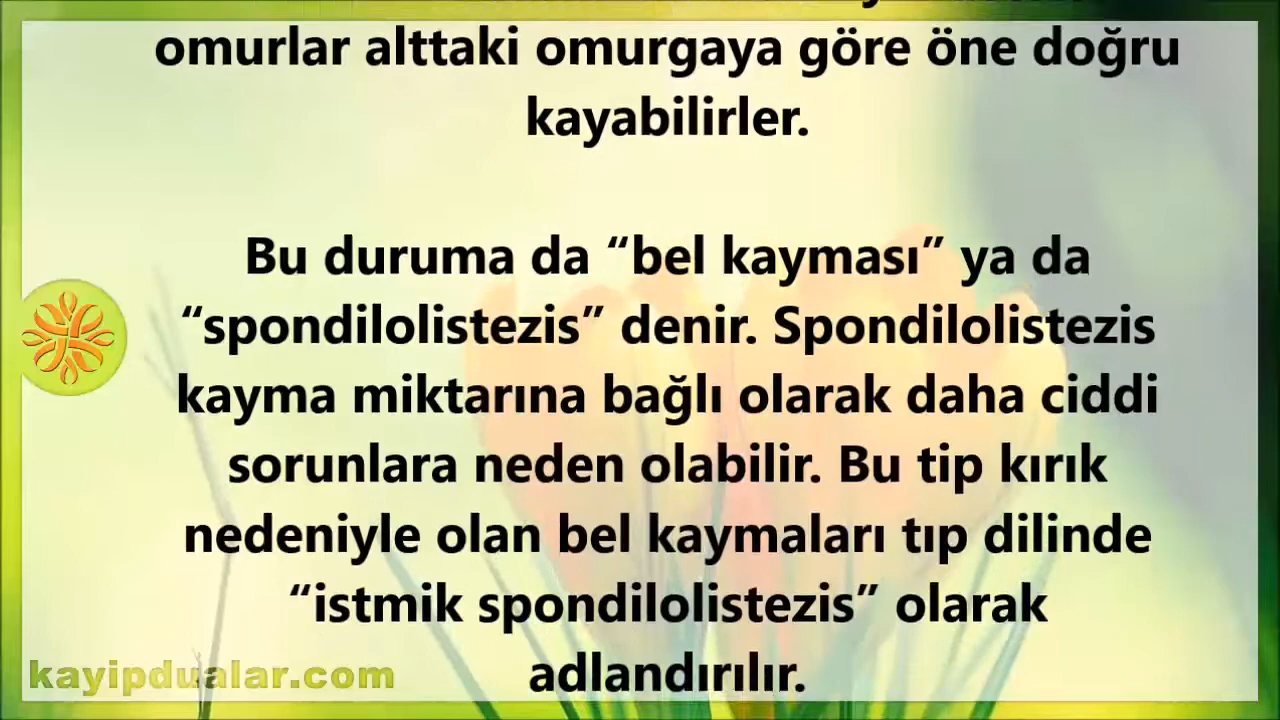 omurlar alttaki omurgaya göre öne doğru
kayabilirler.
Bu duruma da “bel kayması” ya da
“spondilolistezis” denir. Spondilolistezis
kayma miktarına bağlı olarak daha ciddi
sorunlara neden olabilir. Bu tip kırık
nedeniyle olan bel kaymaları tıp dilinde
“istmik spondilolistezis” olarak
adlandırılır.
kayipdualar.com